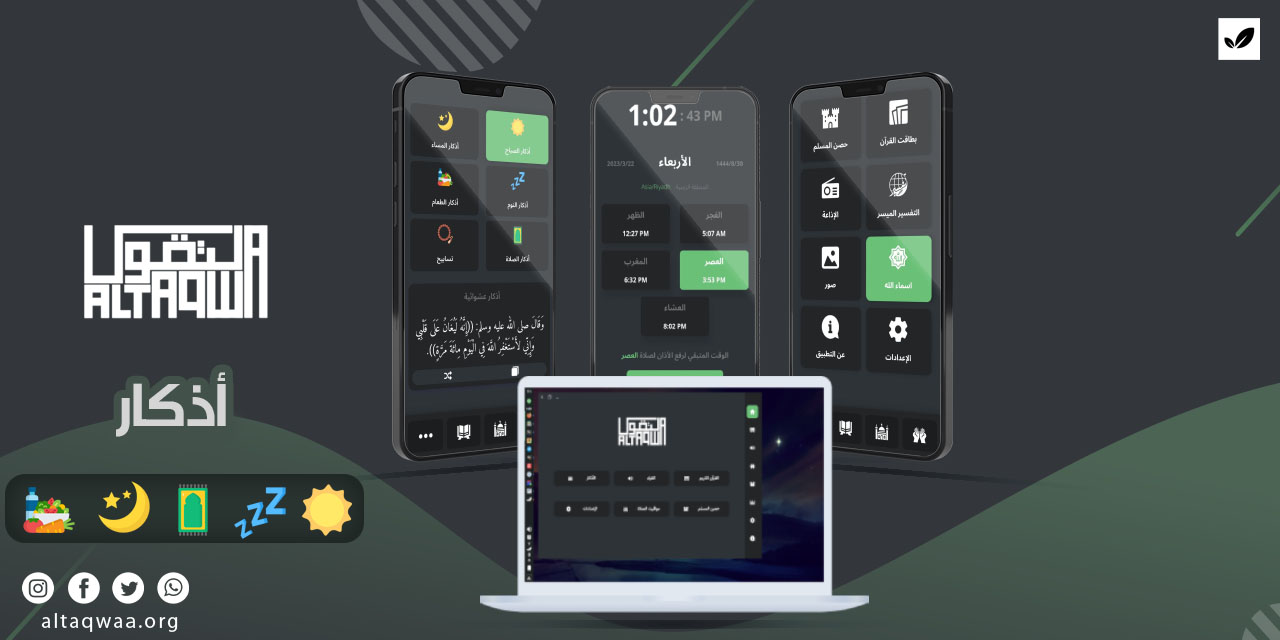 التقوى
ALTAQWAA
أذكار
altaqwaa.org
أذكار الصباح
أذكار المساء
أذكار النوم
أذكار الطعام
أذكار الصلاة
تسابيح
أذكار عشوائية
وَقَالَ صلى الله عليه وسلم: ((إِنَّهُ لَيُغَانُ عَلَى قَلْبِي
وَإِنِّي لأَسْتَغْفِرُ اللَّهَ فِي الْيَوْمِ مِائَةَ مَرَّةٍ)).
1:02 : 43 PM
1444/8/30 الأربعاء 2023/3/22
Asia/Riyadh
الفجر
5:07 AM
الظهر
12:27 PM
العصر
3:53 PM
المغرب
6:32 PM
العشاء
8:02 PM
الوقت المتبقي لرفع الأذان لصلاة العصر
بطاقت القرآن
حصن المسلم
التفسير الميسر
الإذاعة
اسماء الله
صور
الإعدادات
عن التطبيق
التقوى
ALTAQWAA
القرآن الكريم
الأذكار
حصن المسلم
مواقيت الصلاة
الإعدادات